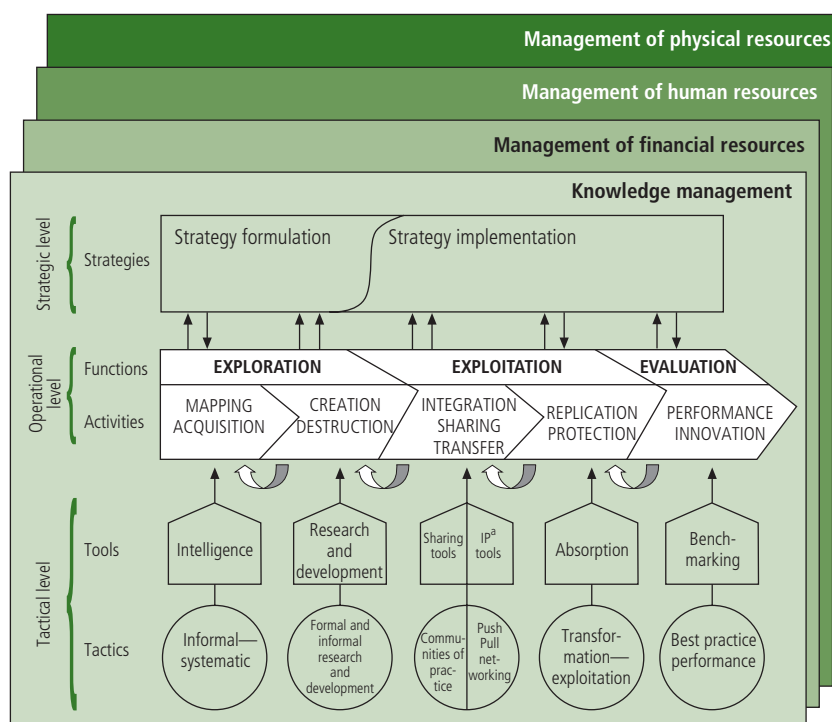 Management of physical resources
Management of human resources
Management of financial resources
Knowledge management
Strategic level
Strategies
Strategy formulation
Strategy implementation
Operational
level
Functions
EXPLORATION
EXPLOITATION
EVALUATION
Activities
MAPPING
ACQUISITION
CREATION
DESTRUCTION
INTEGRATION
SHARING
TRANSFER
REPLICATION
PROTECTION
PERFORMANCE
INNOVATION
Tactical level
Tools
Intelligence
Research
and
development
Sharing
tools
IPª
tools
Absorption
Bench-
marking
Tactics
Informal—
systematic
Formal and
informal
research
and
development
Commu-
nities of
prac-
tice
Push
Pull
net-
working
Transfor-
mation—
exploitation
Best practice
performance